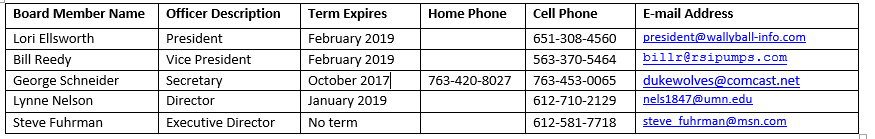 Board Member Name Officer Description Term Expires Home Phone Cell Phone E-mail Address
Lori Ellsworth President February 2019 651-308-4560 president@wallyball-info.com
Bill Reedy Vice President February 2019 563-370-5464 billr@rsipumps.com
George Schneider Secretary October 2017 763-420-8027 763-453-0065 dukewolves@comcast.net
Lynne Nelson Director January 2019 612-710-2129 nels1847@umn.edu
Steve Fuhrman Executive Director No term 612-581-7718 steve_fuhrman@msn.com